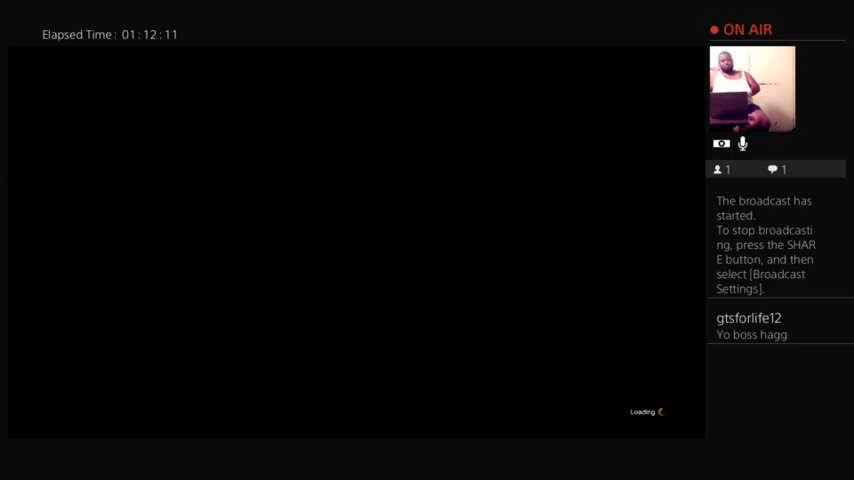 Elapsed Time: 01:12:11
ON AIR
1 1
The broadcast has
started.
To stop broadcasti
ng, press the SHAR
E button, and then
select [Broadcast
Settings].
gtsforlife12
Yo boss hagg
Loading